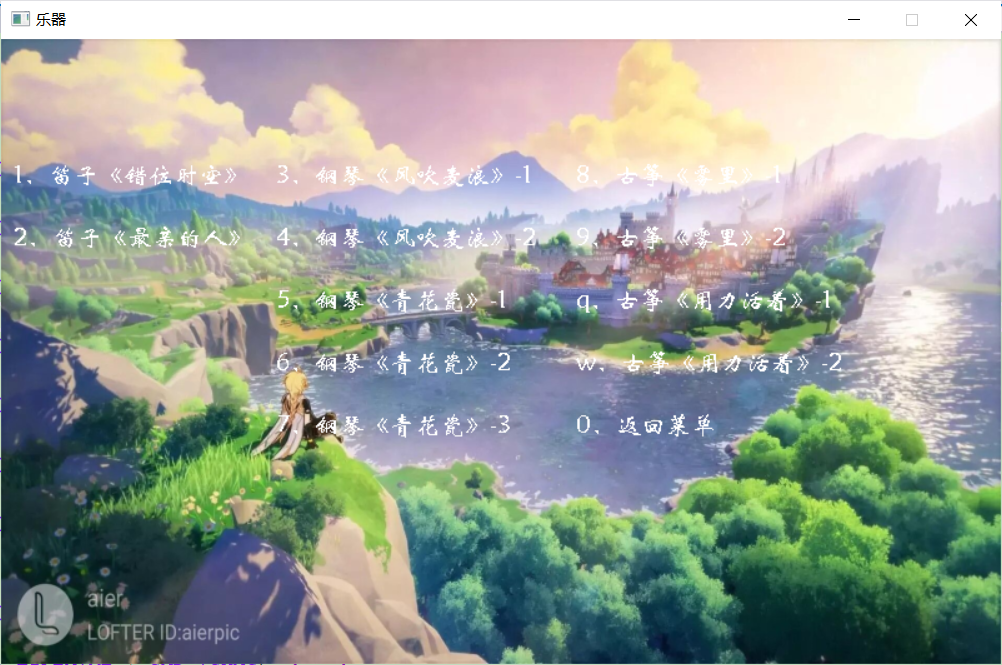 乐器
1、笛子《错位时空》
2、笛子《最亲的人》
3、钢琴《风吹麦浪》-1
4、钢琴《风吹麦浪》-2
5、钢琴《青花瓷》-1
6、钢琴《青花瓷》-2
7、钢琴《青花瓷》-3
8、古筝《雾里》-1
9、古筝《雾里》-2
q、古筝《用力活着》-1
w、古筝《用力活着》-2
0、返回菜单
aier
LOFTER ID:aierpic